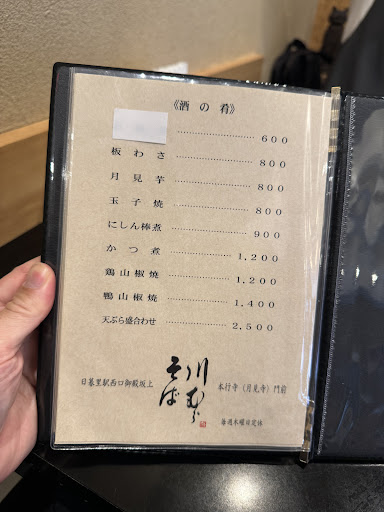 《酒の肴》
600
板わさ 800
月見芋 800
玉子焼 800
にしん棒煮 900
かつ煮 1,200
鶏山椒焼 1,200
鴨山椒焼 1,400
天ぷら盛合わせ 2,500
日暮里駅西口御殿坂上
川むら
そば
本行寺(月見寺)門前
毎週木曜日定休